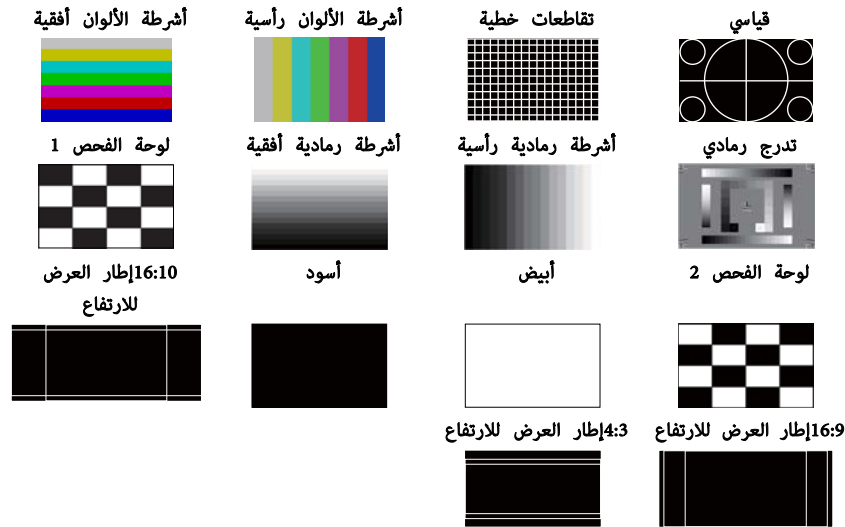 قياسي
تقاطعات خطية
أشرطة الألوان رأسية
أشرطة الألوان أفقية
تدرج رمادي
أشرطة رمادية رأسية
أشرطة رمادية أفقية
لوحة الفحص 1
لوحة الفحص 2
أبيض
أسود
16:10إطار العرض
للارتفاع
16:9إطار العرض للارتفاع
4:3إطار العرض للارتفاع